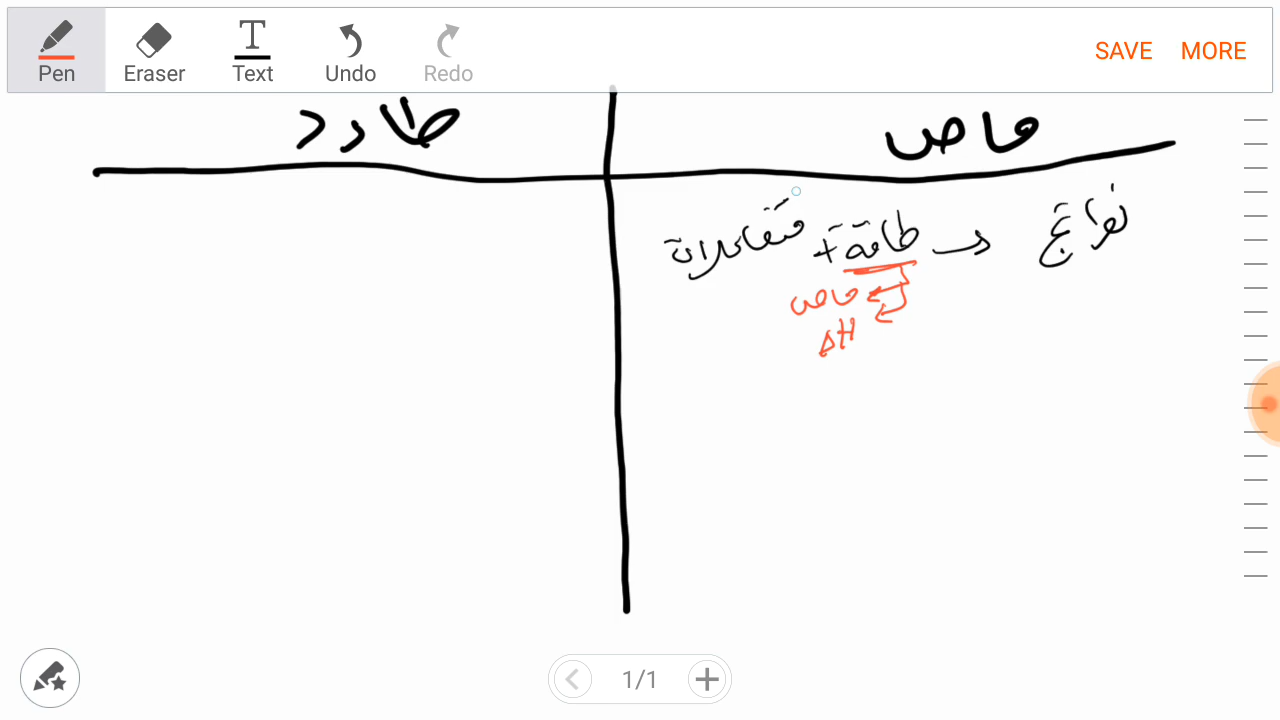 Pen Eraser Text Undo Redo SAVE MORE
ماص
طارد
متفاعلات + طاقة → نواتج
ماص
ΔH
1/1